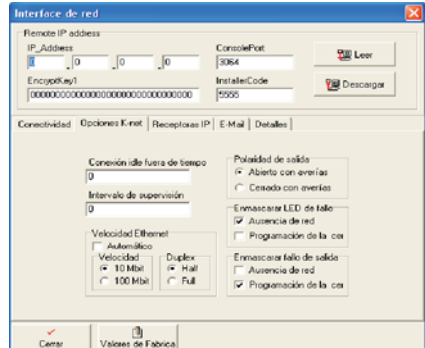 Interface de red
Remote IP address
IP_Address
0 . 0 . 0 . 0
ConsolePort
3064
Leer
EncryptKey1
00000000000000000000000000000000
InstallerCode
5555
Descargar
Conectividad Opciones K-net Receptoras IP E-Mail Detalles
Conexión idle fuera de tiempo
0
Intervalo de supervisión
0
Velocidad Ethernet
Automático
Velocidad
10 Mbit
100 Mbit
Duplex
Half
Full
Polaridad de salida
Abierto con averías
Cerrado con averías
Enmascarar LED de fallo
Ausencia de red
Programación de la cer
Enmascarar fallo de salida
Ausencia de red
Programación de la cer
Cerrar
Valores de Fabrica